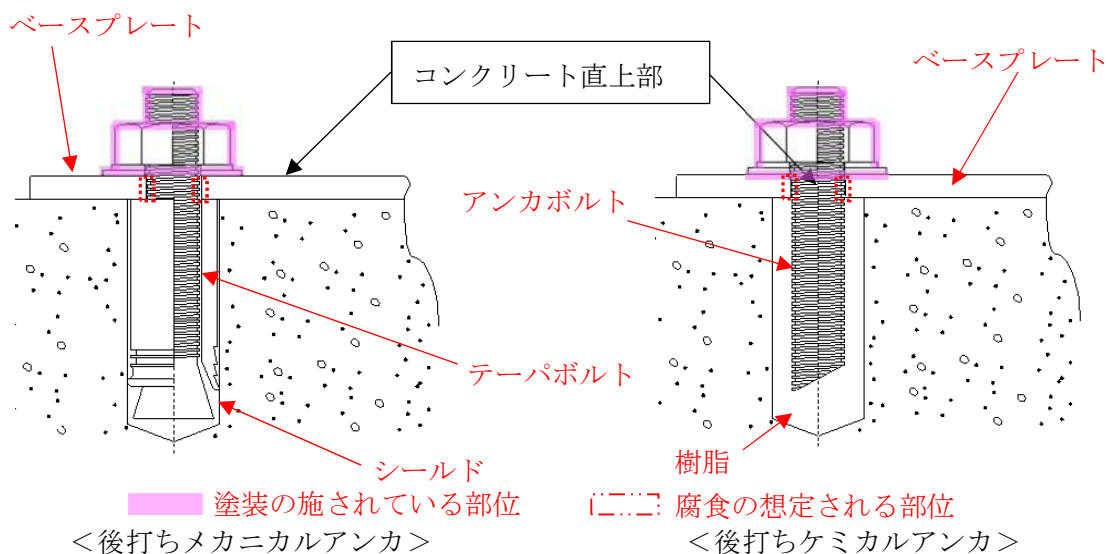 ベースプレート
コンクリート直上部
ベースプレート
アンカボルト
テーパボルト
シールド
樹脂
塗装の施されている部位
腐食の想定される部位
＜後打ちメカニカルアンカ＞
＜後打ちケミカルアンカ＞